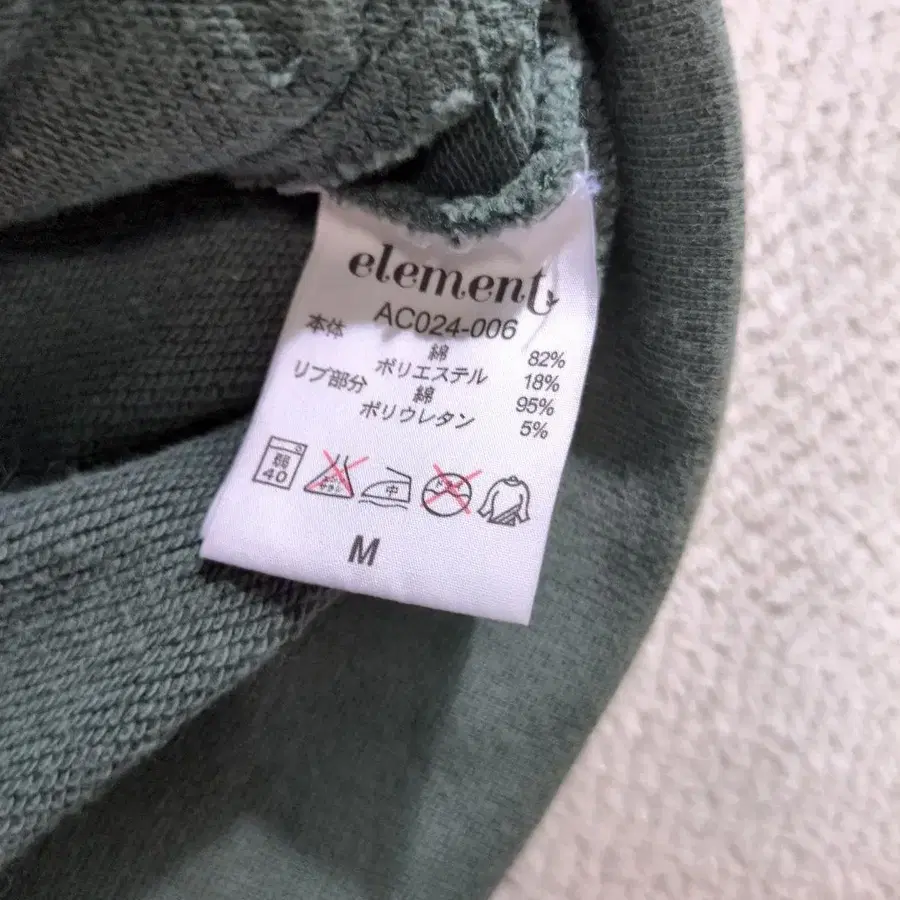 element
AC024-006
本体 綿 82%
ポリエステル 18%
リブ部分 綿 95%
ポリウレタン 5%
弱
40
中
M